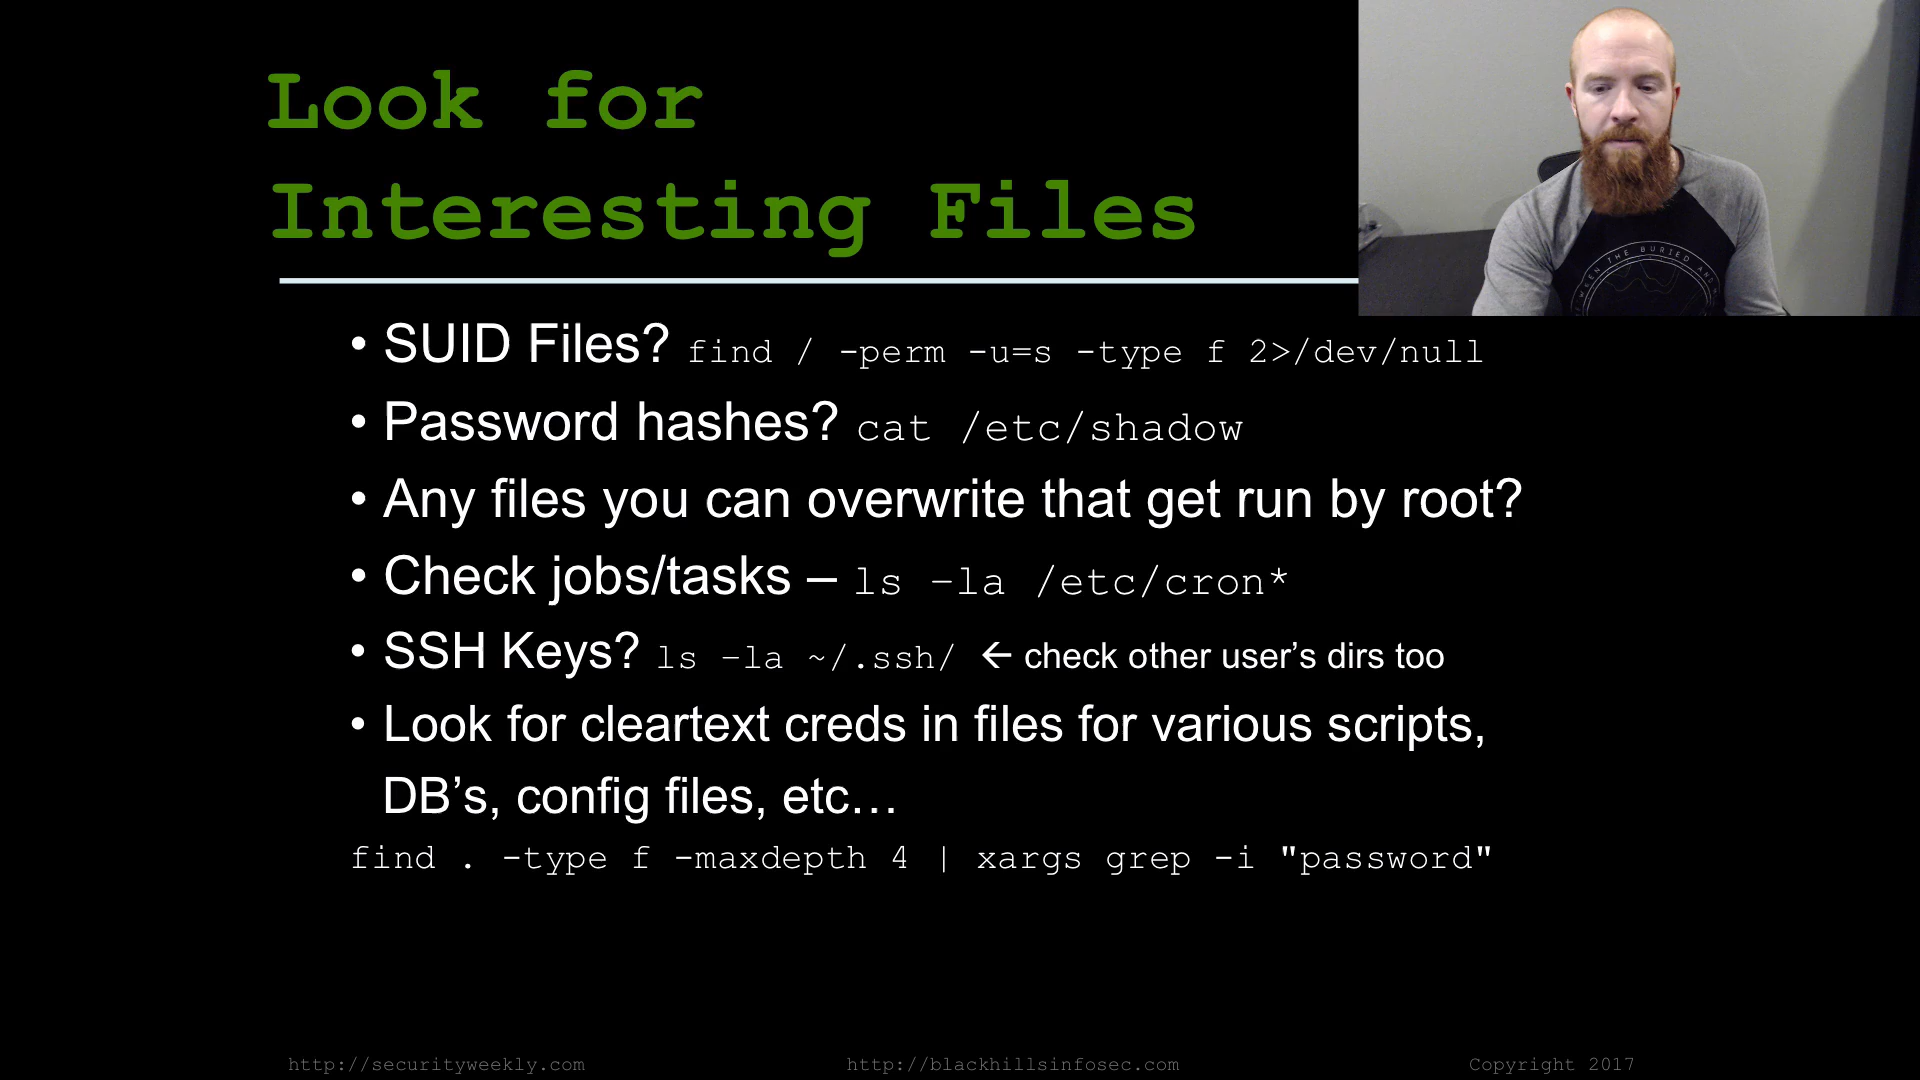 Look for
Interesting Files
• SUID Files? find / -perm -u=s -type f 2>/dev/null
• Password hashes? cat /etc/shadow
• Any files you can overwrite that get run by root?
• Check jobs/tasks – ls –la /etc/cron*
• SSH Keys? ls –la ~/.ssh/ ← check other user’s dirs too
• Look for cleartext creds in files for various scripts,
DB’s, config files, etc…
find . -type f -maxdepth 4 | xargs grep -i "password"
THE BURIED AND
http://securityweekly.com http://blackhillsinfosec.com Copyright 2017